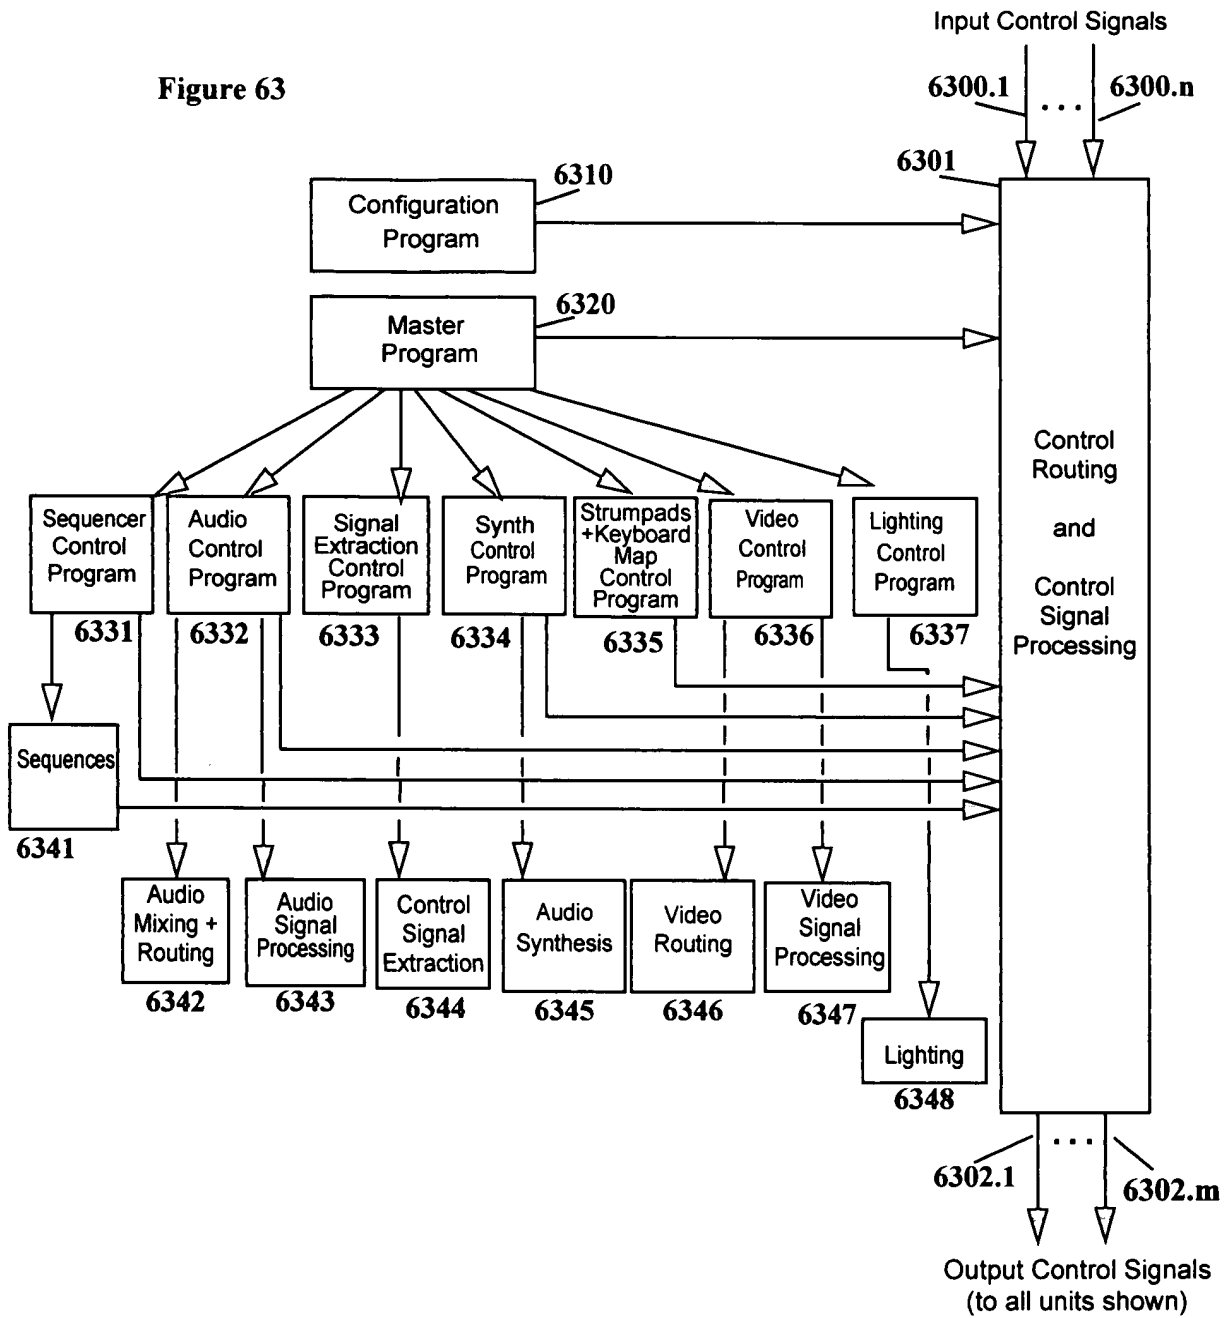 Input Control Signals
Figure 63
6300.1
...
6300.n
6301
6310
Configuration
Program
6320
Master
Program
Control
Routing
and
Control
Signal
Processing
Sequencer
Control
Program
6331
Audio
Control
Program
6332
Signal
Extraction
Control
Program
6333
Synth
Control
Program
6334
Strumpads
+Keyboard
Map
Control
Program
6335
Video
Control
Program
6336
Lighting
Control
Program
6337
Sequences
6341
Audio
Mixing +
Routing
6342
Audio
Signal
Processing
6343
Control
Signal
Extraction
6344
Audio
Synthesis
6345
Video
Routing
6346
Video
Signal
Processing
6347
Lighting
6348
6302.1
...
6302.m
Output Control Signals
(to all units shown)